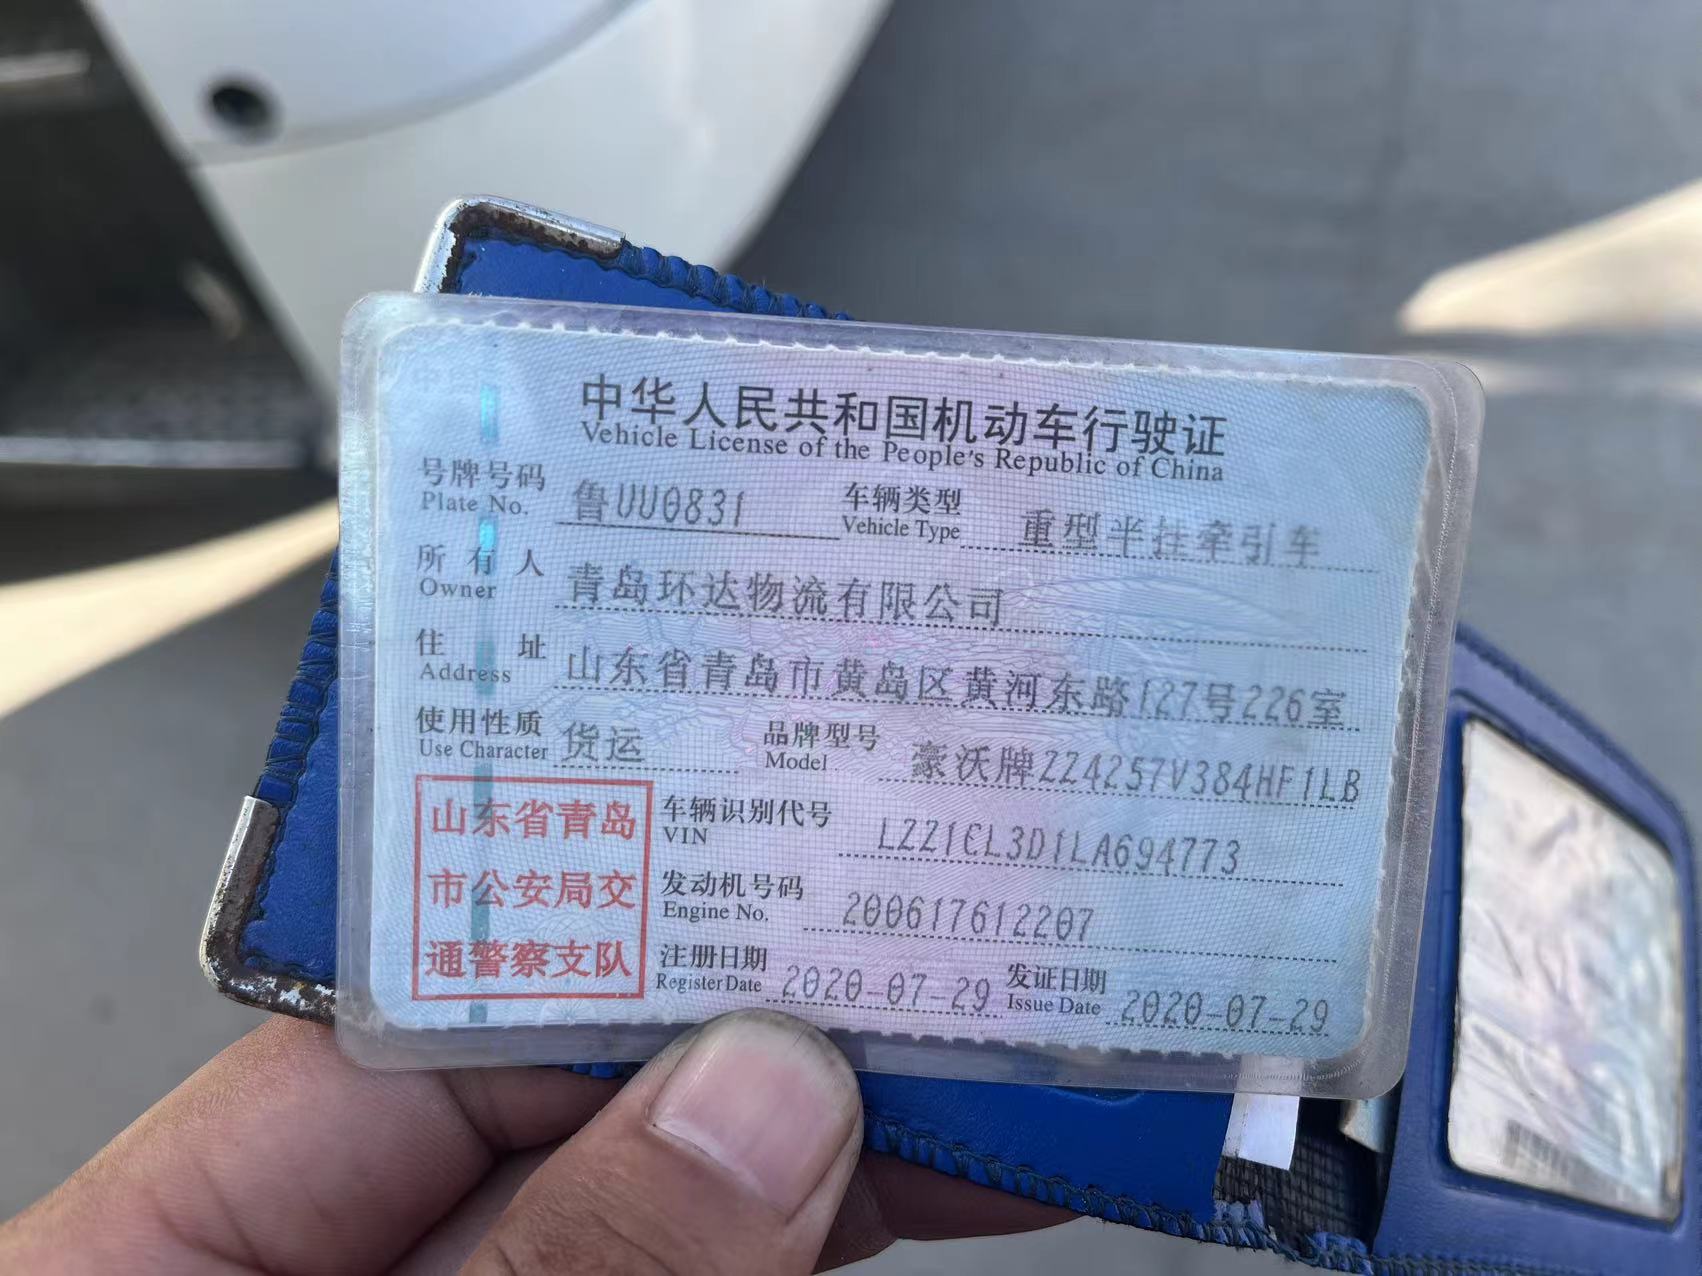 中华人民共和国机动车行驶证
Vehicle License of the People's Republic of China
号牌号码 鲁UU0831 车辆类型 重型半挂牵引车
Plate No. Vehicle Type
所有人 青岛环达物流有限公司
Owner
住址 山东省青岛市黄岛区黄河东路127号226室
Address
使用性质 货运 品牌型号 豪沃牌ZZ4257V384HF1LB
Use Character Model
山东省青岛
市公安局交
通警察支队
车辆识别代号 LZZ1CL3D1LA694773
VIN
发动机号码 200617612207
Engine No.
注册日期 2020-07-29 发证日期 2020-07-29
Register Date Issue Date